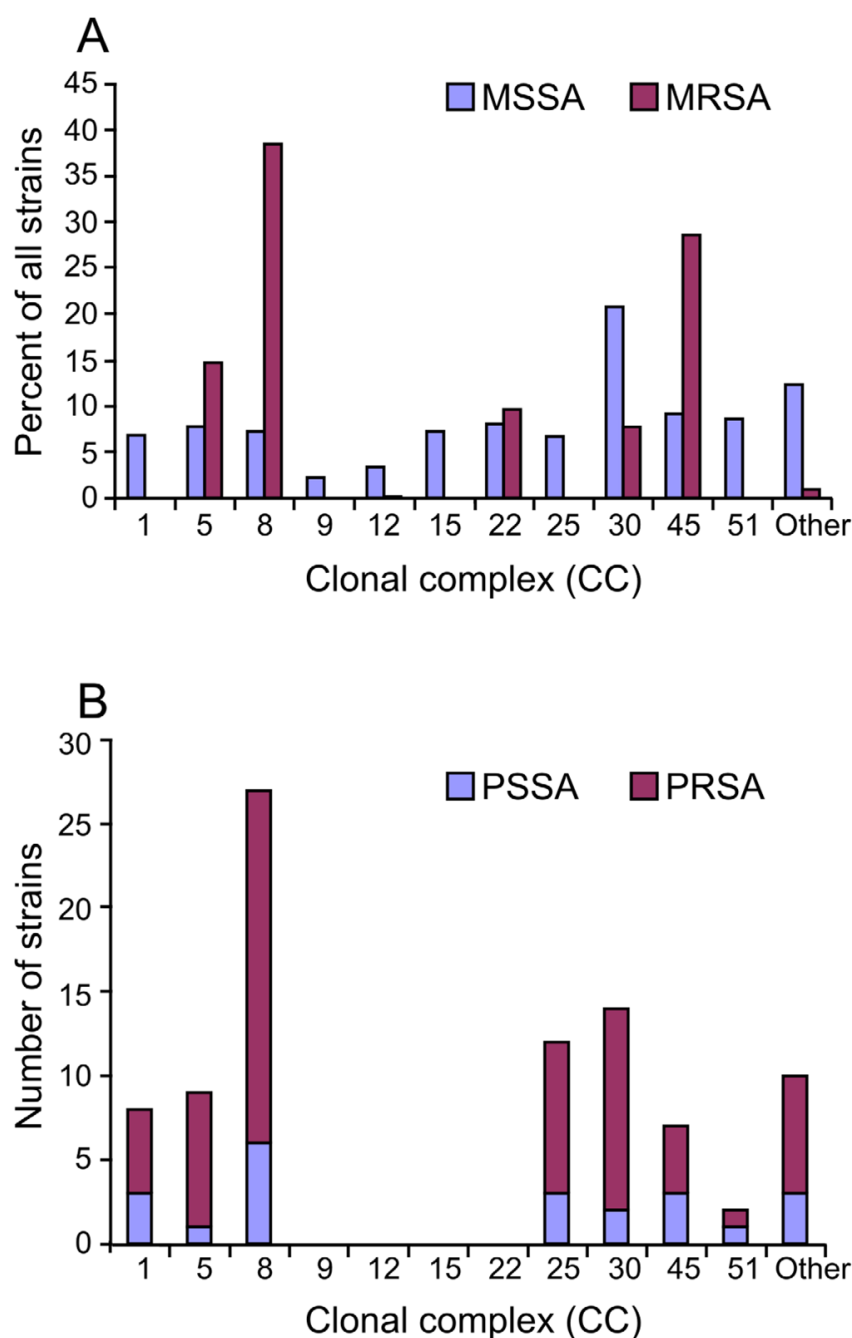 A
MSSA MRSA
Percent of all strains
45
40
35
30
25
20
15
10
5
0
1 5 8 9 12 15 22 25 30 45 51 Other
Clonal complex (CC)
B
PSSA PRSA
Number of strains
30
25
20
15
10
5
0
1 5 8 9 12 15 22 25 30 45 51 Other
Clonal complex (CC)